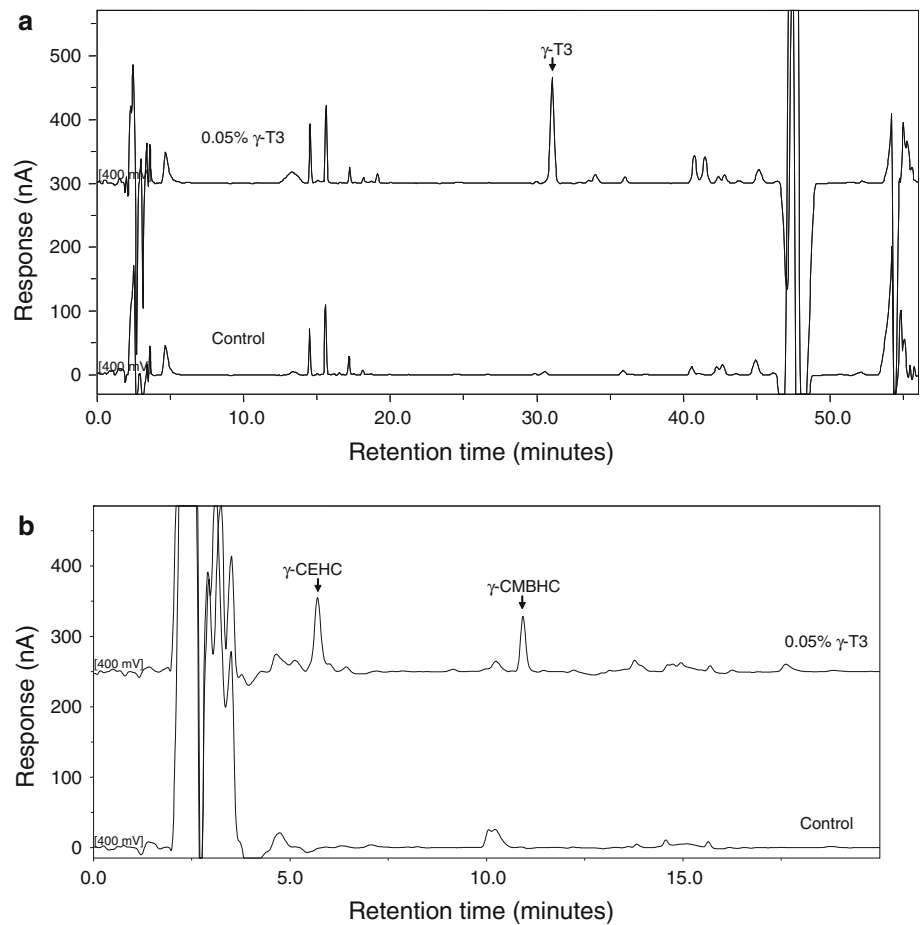 a
500
400
300
200
100
0
Response (nA)
γ-T3
0.05% γ-T3
[400 mV]
Control
[400 mV]
0.0
10.0
20.0
30.0
40.0
50.0
Retention time (minutes)
b
400
300
200
100
0
Response (nA)
γ-CEHC
γ-CMBHC
0.05% γ-T3
[400 mV]
Control
[400 mV]
0.0
5.0
10.0
15.0
Retention time (minutes)